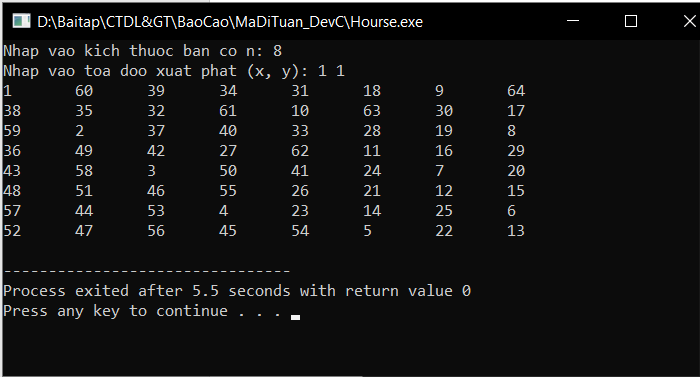 D:\Baitap\CTDL&GT\BaoCao\MaDiTuan_DevC\Hourse.exe
Nhap vao kich thuoc ban co n: 8
Nhap vao toa doo xuat phat (x, y): 1 1
1 60 39 34 31 18 9 64
38 35 32 61 10 63 30 17
59 2 37 40 33 28 19 8
36 49 42 27 62 11 16 29
43 58 3 50 41 24 7 20
48 51 46 55 26 21 12 15
57 44 53 4 23 14 25 6
52 47 56 45 54 5 22 13
--------------------------------
Process exited after 5.5 seconds with return value 0
Press any key to continue . . .